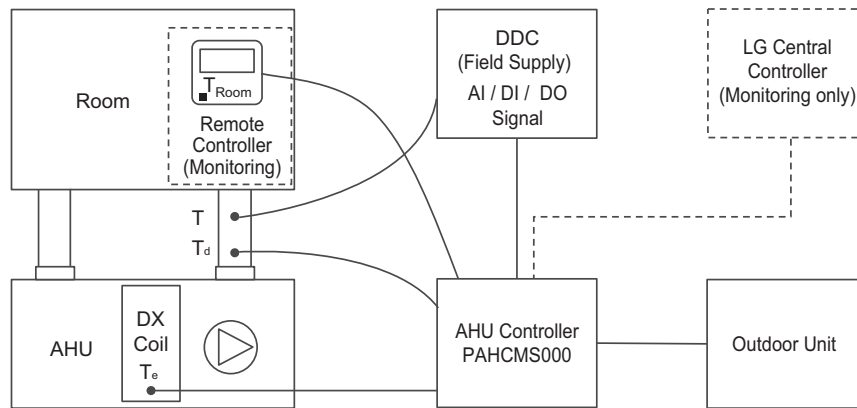 Room
T Room
Remote
Controller
(Monitoring)
DDC
(Field Supply)
AI / DI / DO
Signal
LG Central
Controller
(Monitoring only)
T
Td
AHU
DX
Coil
Te
AHU Controller
PAHCMS000
Outdoor Unit